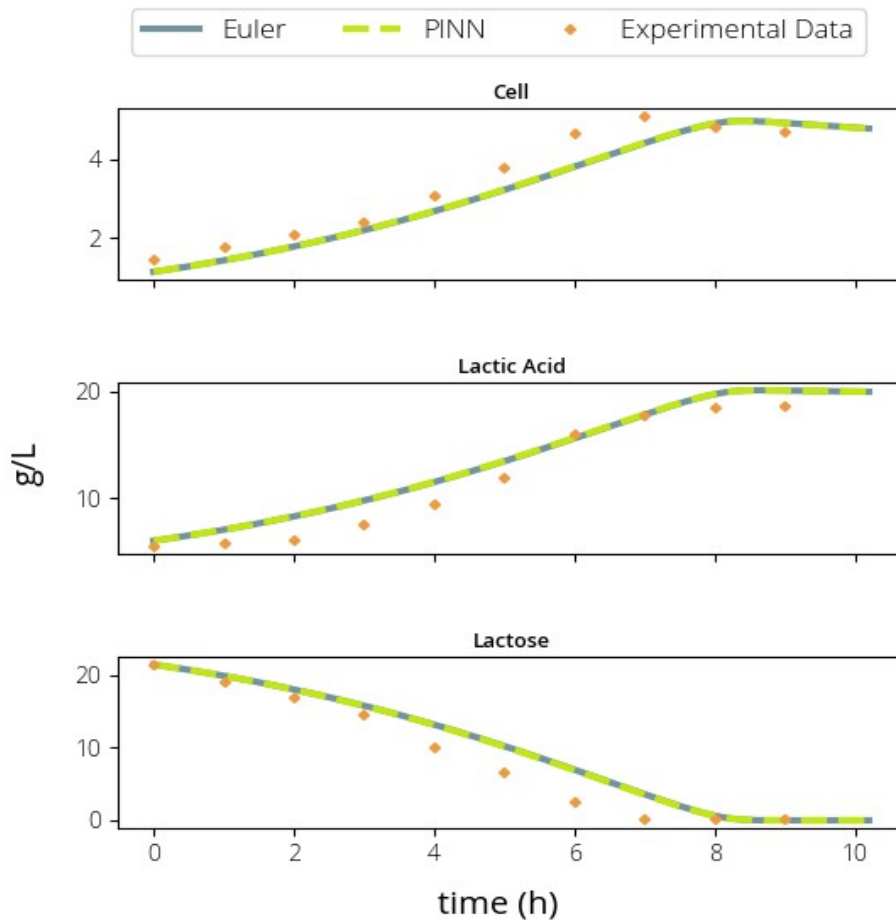 Euler PINN Experimental Data
Cell
4
2
Lactic Acid
20
10
g/L
Lactose
20
10
0
0 2 4 6 8 10
time (h)